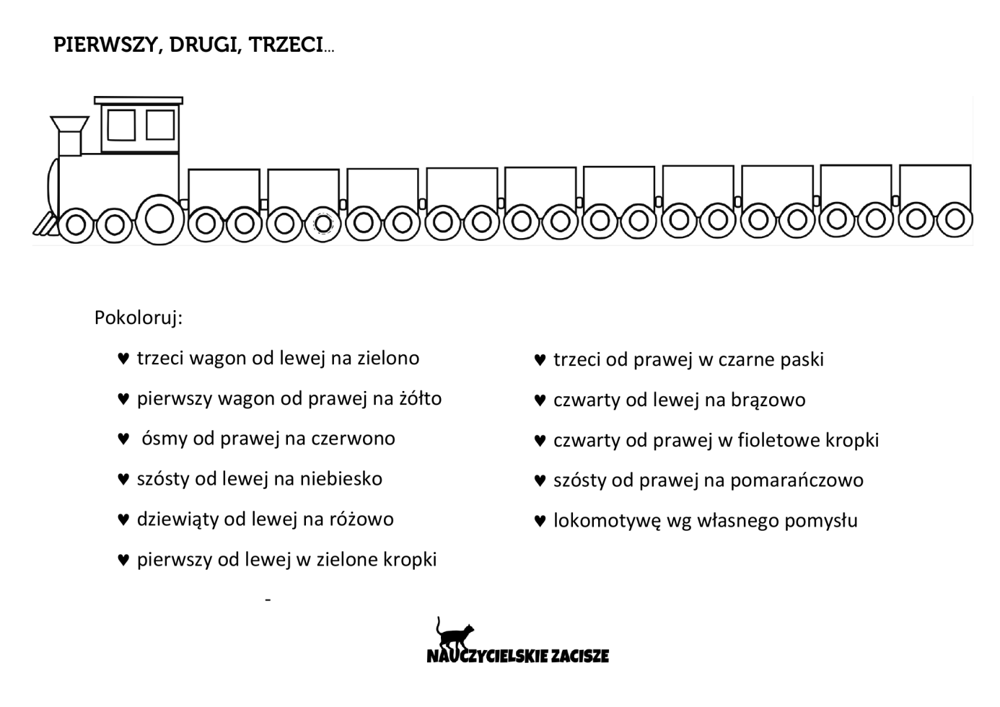 PIERWSZY, DRUGI, TRZECI...
Pokoloruj:
♥ trzeci wagon od lewej na zielono
♥ pierwszy wagon od prawej na żółto
♥ ósmy od prawej na czerwono
♥ szósty od lewej na niebiesko
♥ dziewiąty od lewej na różowo
♥ pierwszy od lewej w zielone kropki
-
♥ trzeci od prawej w czarne paski
♥ czwarty od lewej na brązowo
♥ czwarty od prawej w fioletowe kropki
♥ szósty od prawej na pomarańczowo
♥ lokomotywę wg własnego pomysłu
NAUCZYCIELSKIE ZACISZE